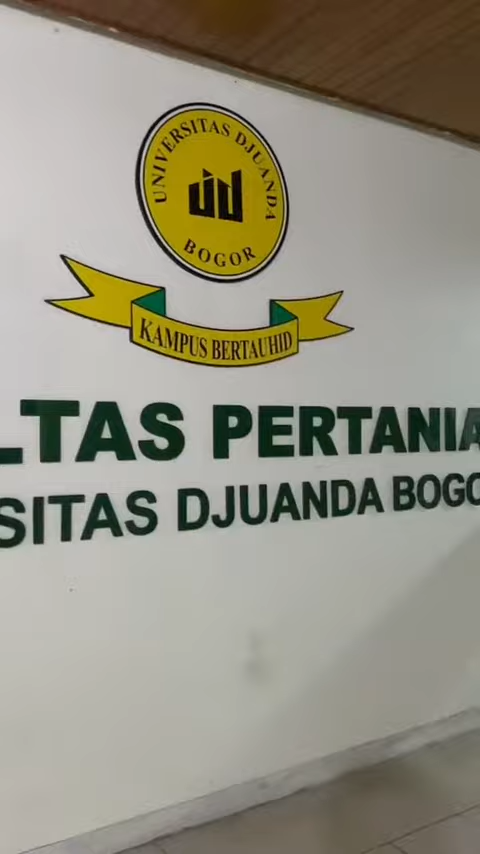 UNIVERSITAS DJUANDA
BOGOR
KAMPUS BERTAUHID
LTAS PERTANIA
SITAS DJUANDA BOGO